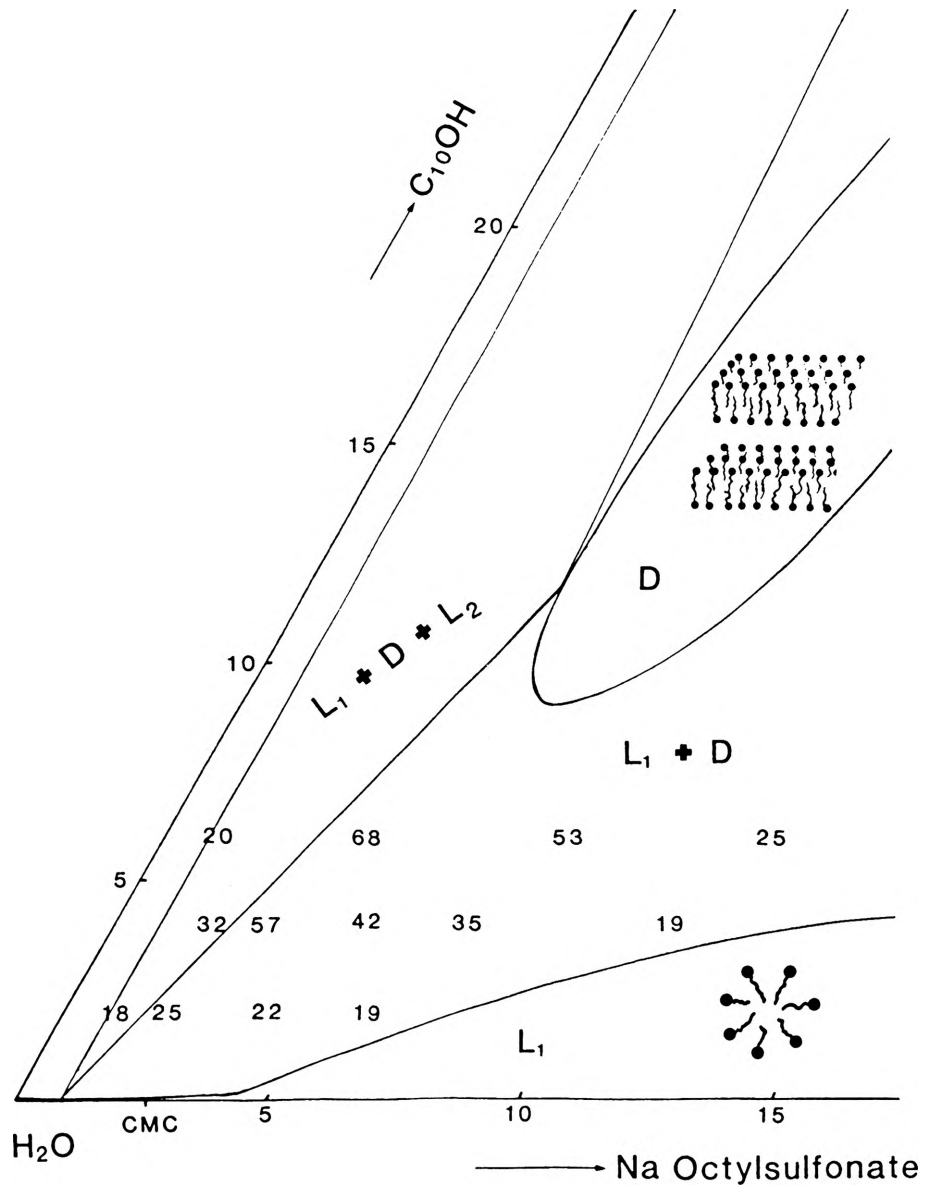 C₁₀OH
20
15
D
10
L₁ + D + L₂
L₁ + D
20 68 53 25
5
32 57 42 35 19
18 25 22 19
L₁
CMC 5 10 15
H₂O
Na Octylsulfonate